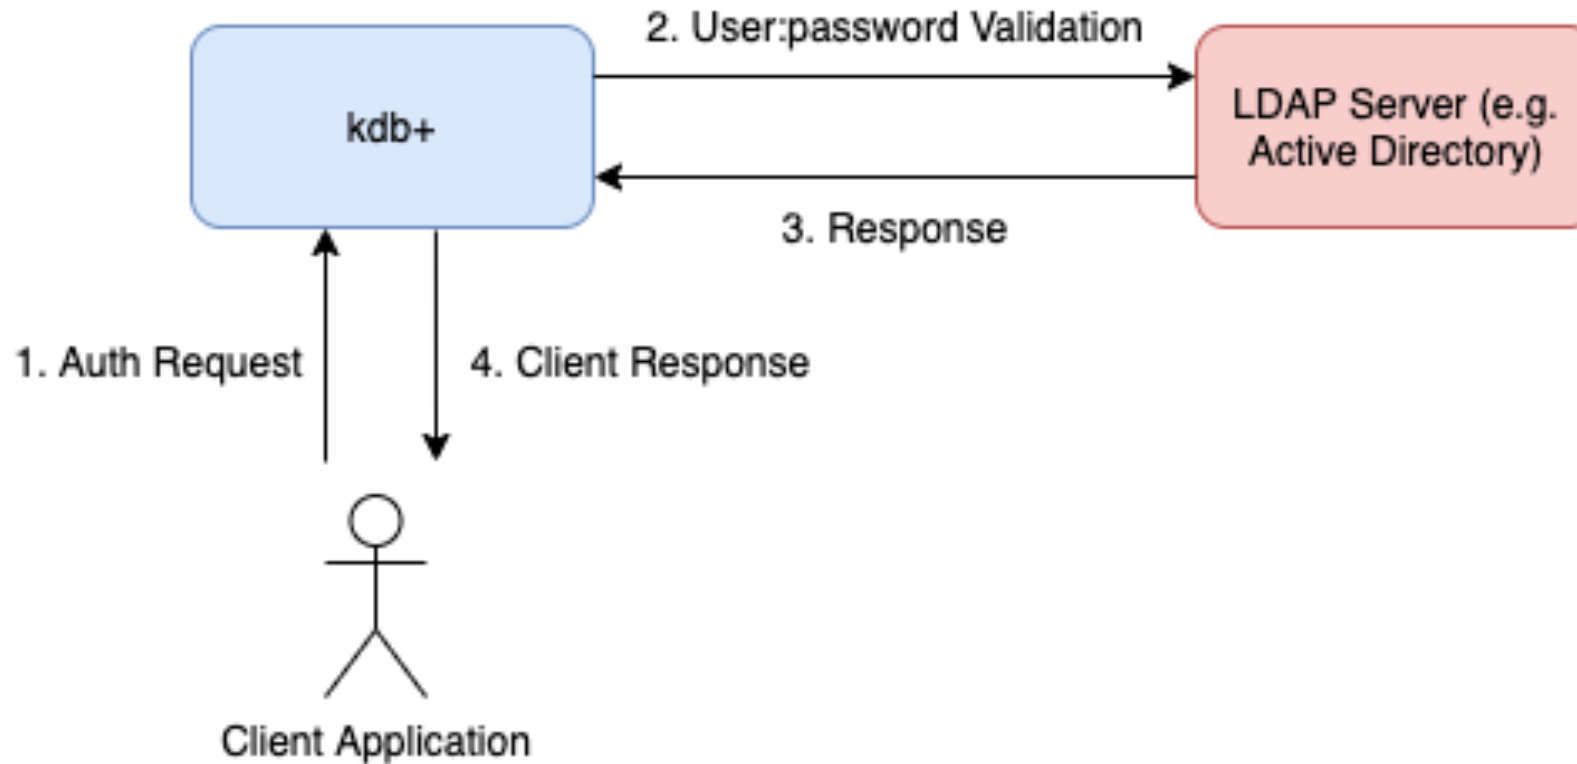 2. User:password Validation
kdb+
LDAP Server (e.g.
Active Directory)
3. Response
1. Auth Request
4. Client Response
Client Application